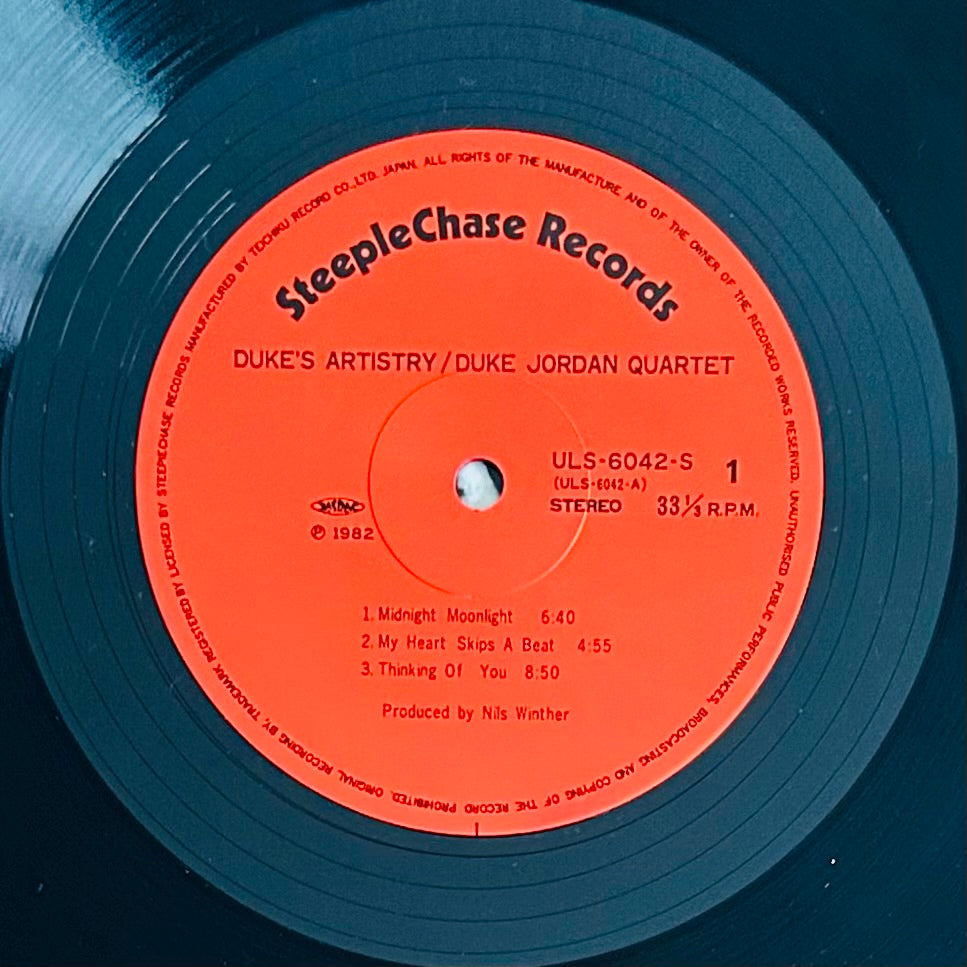 SteepleChase Records
DUKE'S ARTISTRY/DUKE JORDAN QUARTET
ULS-6042-S 1
(ULS-6042-A)
STEREO 33 1/3 R.P.M.
JASRAC
℗ 1982
1. Midnight Moonlight 6:40
2. My Heart Skips A Beat 4:55
3. Thinking Of You 8:50
Produced by Nils Winther
ORIGINAL RECORDING BY, TRADEMARK REGISTERED BY LICENSED BY STEEPLECHASE RECORDS MANUFACTURED BY TEICHIKU RECORD CO.,LTD. JAPAN. ALL RIGHTS OF THE MANUFACTURE AND OF THE OWNER OF THE RECORDED WORKS RESERVED. UNAUTHORISED PUBLIC PERFORMANCES, BROADCASTING AND COPYING OF THE RECORD PROHIBITED.